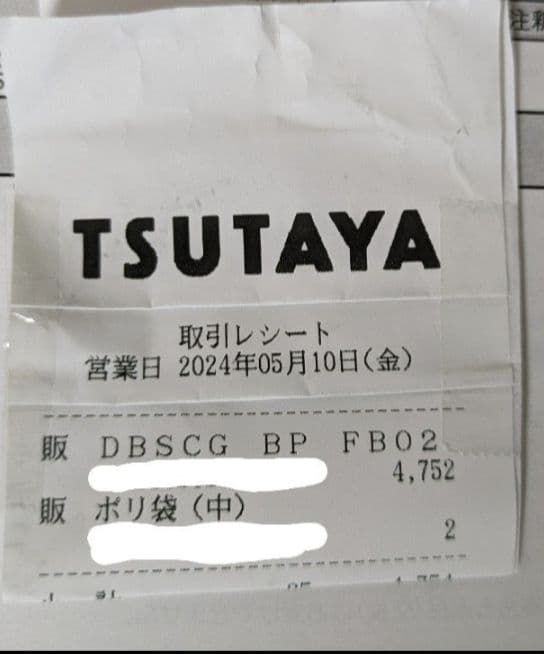 TSUTAYA
取引レシート
営業日 2024年05月10日(金)
販 DBSCG BP FB02
4,752
販 ポリ袋(中)
2